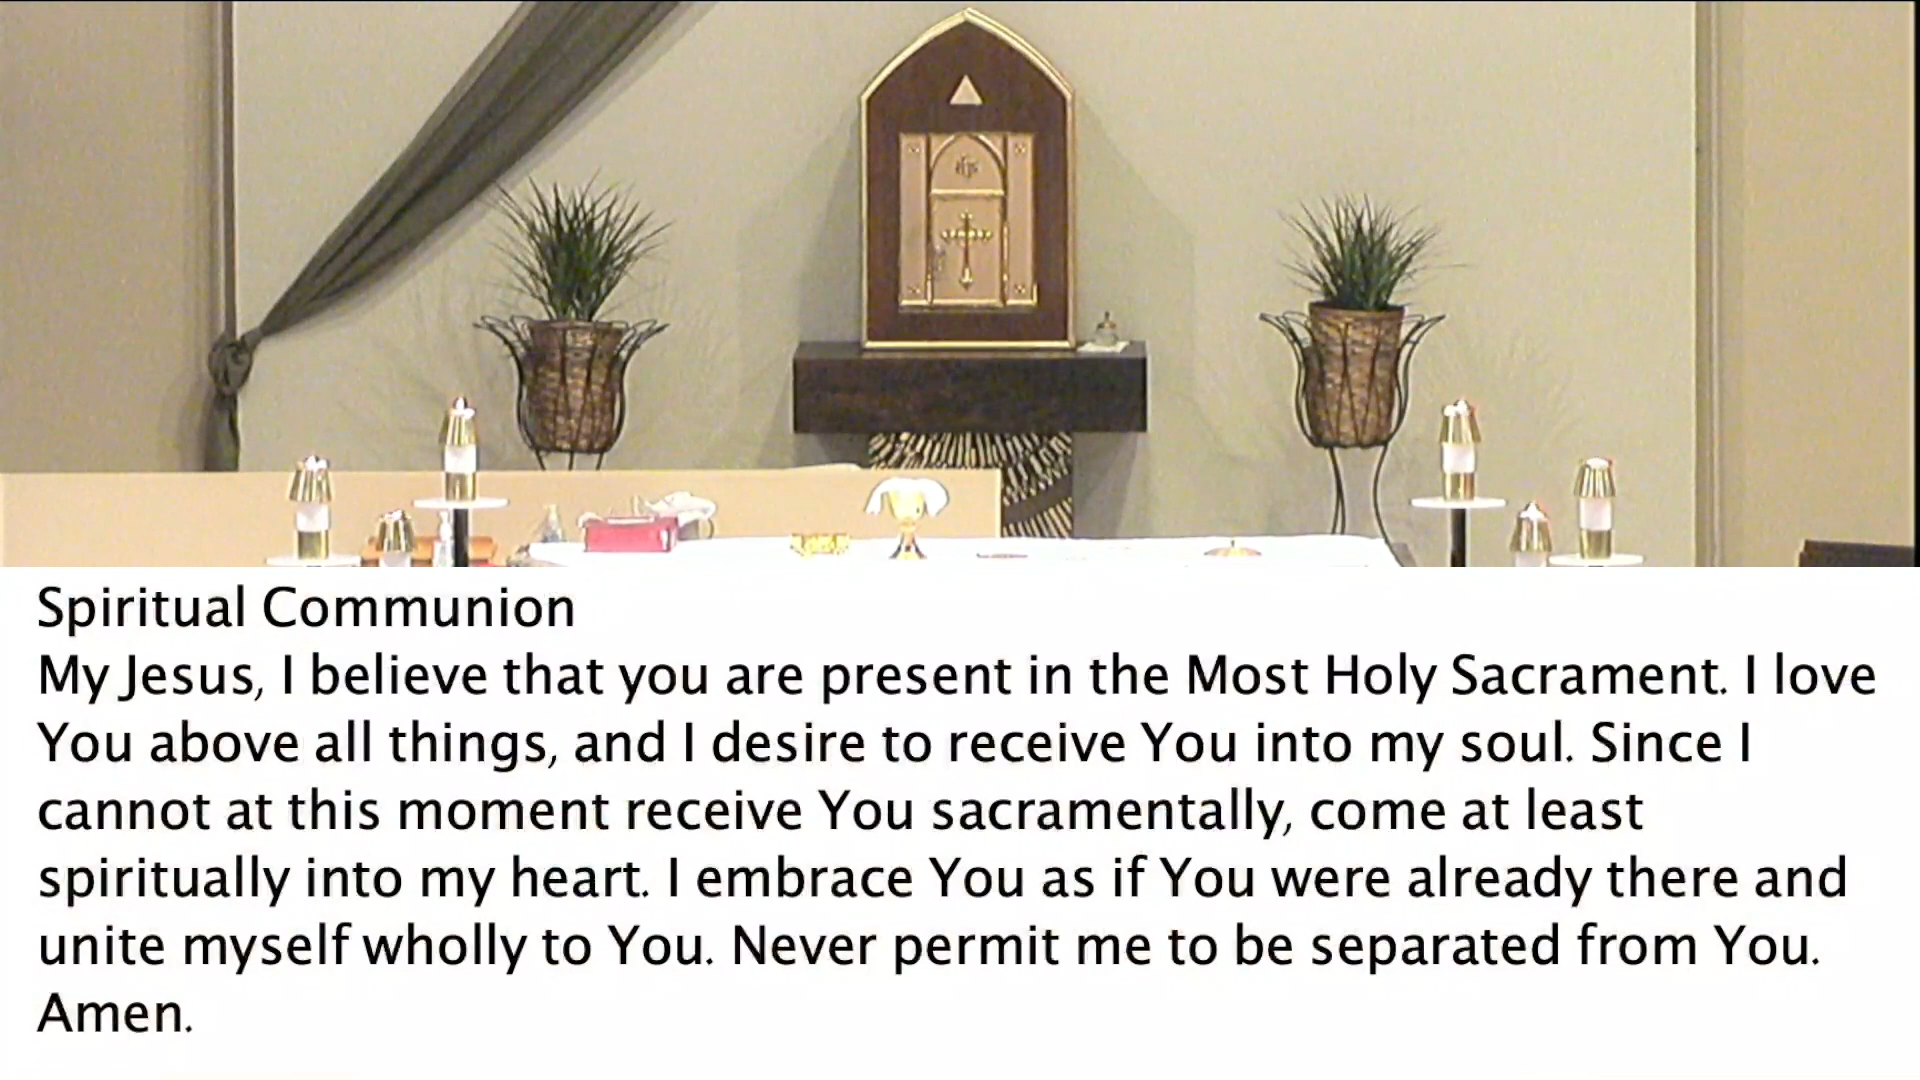 Spiritual Communion
My Jesus, I believe that you are present in the Most Holy Sacrament. I love
You above all things, and I desire to receive You into my soul. Since I
cannot at this moment receive You sacramentally, come at least
spiritually into my heart. I embrace You as if You were already there and
unite myself wholly to You. Never permit me to be separated from You.
Amen.